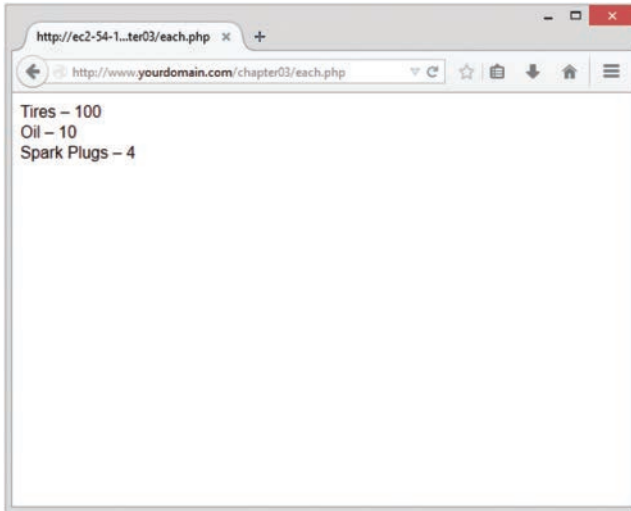 http://ec2-54-1...ter03/each.php
http://www.yourdomain.com/chapter03/each.php
Tires – 100
Oil – 10
Spark Plugs – 4